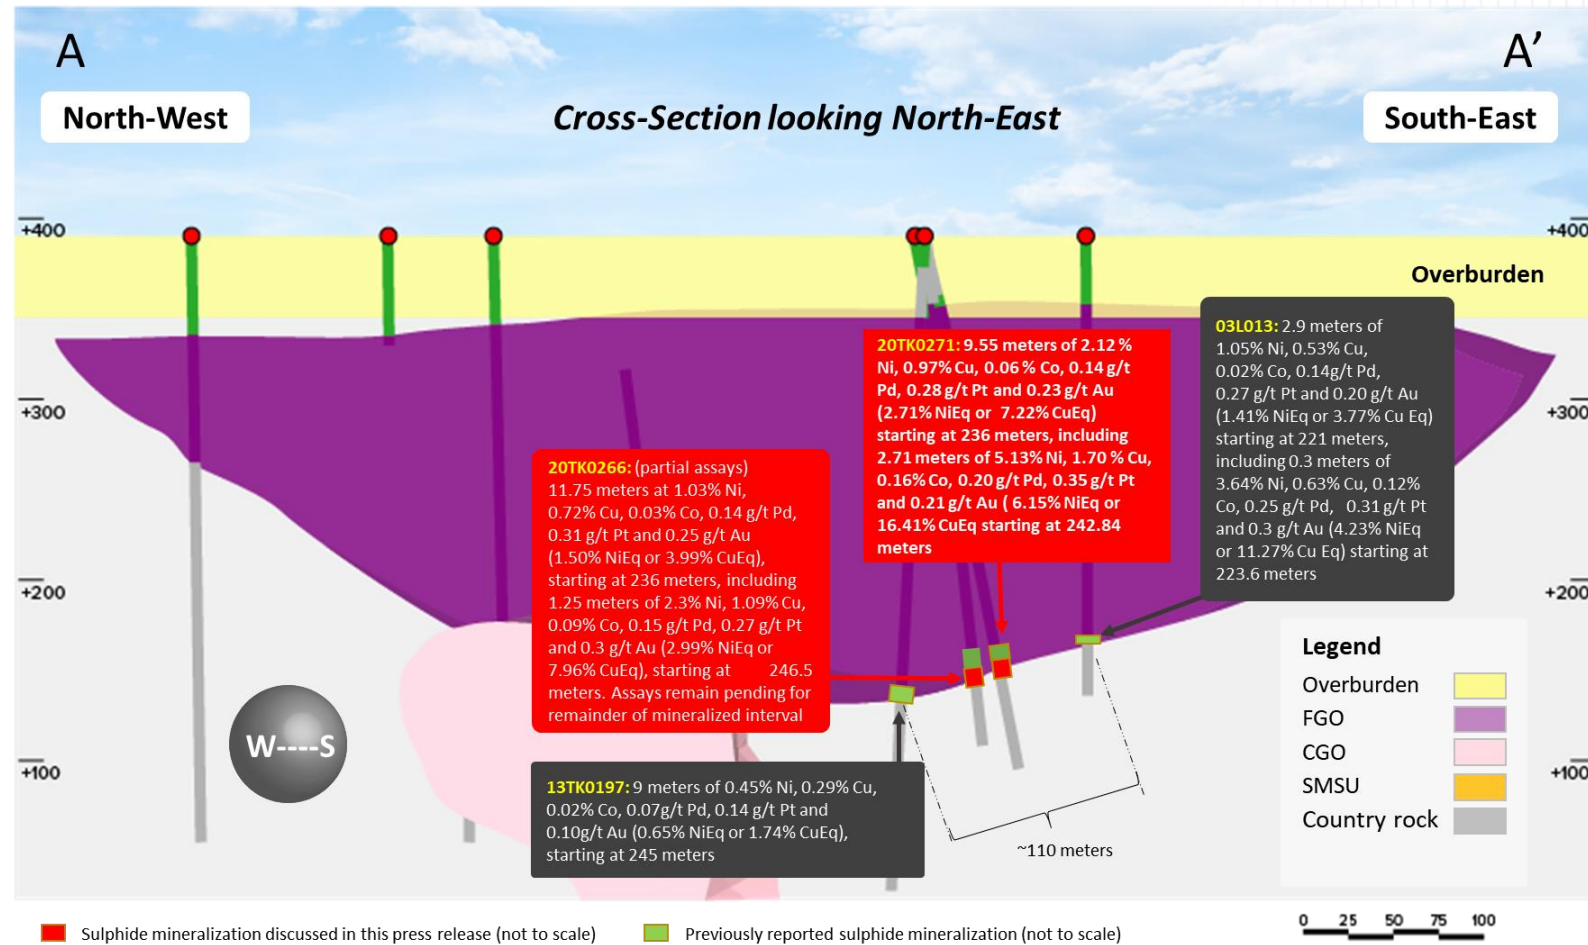 A
A’
North-West
Cross-Section looking North-East
South-East
+400
+400
Overburden
20TK0271: 9.55 meters of 2.12 %
Ni, 0.97% Cu, 0.06 % Co, 0.14 g/t
Pd, 0.28 g/t Pt and 0.23 g/t Au
(2.71% NiEq or 7.22% CuEq)
starting at 236 meters, including
2.71 meters of 5.13% Ni, 1.70 % Cu,
0.16% Co, 0.20 g/t Pd, 0.35 g/t Pt
and 0.21 g/t Au ( 6.15% NiEq or
16.41% CuEq starting at 242.84
meters
03L013: 2.9 meters of
1.05% Ni, 0.53% Cu,
0.02% Co, 0.14g/t Pd,
0.27 g/t Pt and 0.20 g/t Au
(1.41% NiEq or 3.77% Cu Eq)
starting at 221 meters,
including 0.3 meters of
3.64% Ni, 0.63% Cu, 0.12%
Co, 0.25 g/t Pd, 0.31 g/t Pt
and 0.3 g/t Au (4.23% NiEq
or 11.27% Cu Eq) starting at
223.6 meters
+300
+300
20TK0266: (partial assays)
11.75 meters at 1.03% Ni,
0.72% Cu, 0.03% Co, 0.14 g/t Pd,
0.31 g/t Pt and 0.25 g/t Au
(1.50% NiEq or 3.99% CuEq),
starting at 236 meters, including
1.25 meters of 2.3% Ni, 1.09% Cu,
0.09% Co, 0.15 g/t Pd, 0.27 g/t Pt
and 0.3 g/t Au (2.99% NiEq or
7.96% CuEq), starting at 246.5
meters. Assays remain pending for
remainder of mineralized interval
+200
+200
W----S
+100
+100
13TK0197: 9 meters of 0.45% Ni, 0.29% Cu,
0.02% Co, 0.07g/t Pd, 0.14 g/t Pt and
0.10g/t Au (0.65% NiEq or 1.74% CuEq),
starting at 245 meters
~110 meters
Legend
Overburden
FGO
CGO
SMSU
Country rock
Sulphide mineralization discussed in this press release (not to scale)
Previously reported sulphide mineralization (not to scale)
0 25 50 75 100